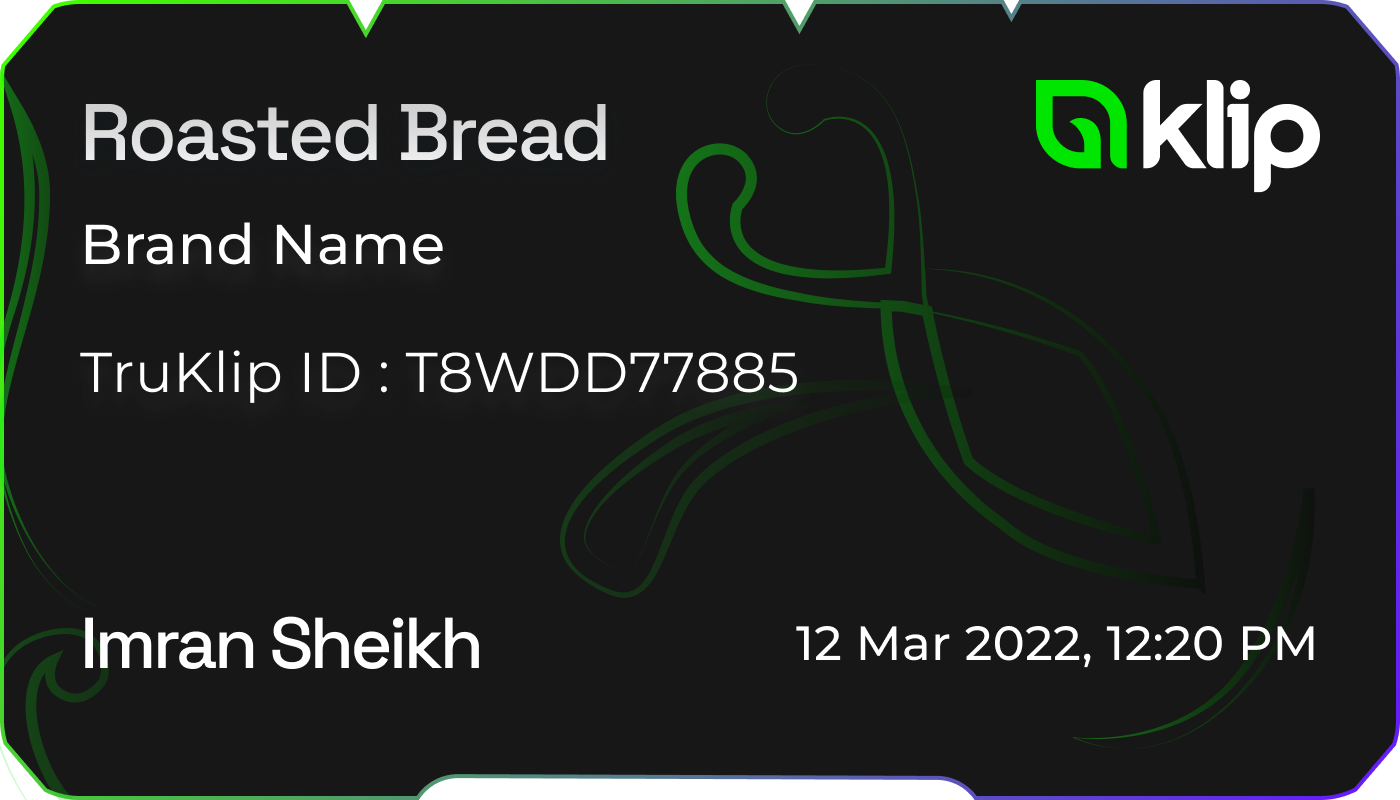 Roasted Bread
klip
Brand Name
TruKlip ID : T8WDD77885
Imran Sheikh
12 Mar 2022, 12:20 PM